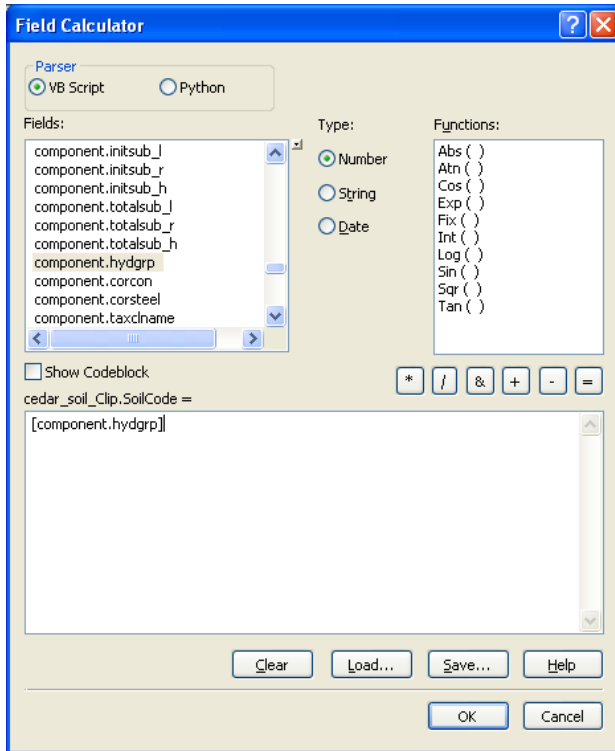 Field Calculator
Parser
VB Script
Python
Fields:
Type:
Functions:
component.initsub_l
component.initsub_r
component.initsub_h
component.totalsub_l
component.totalsub_r
component.totalsub_h
component.hydgrp
component.corcon
component.corsteel
component.taxclname
Number
String
Date
Abs ( )
Atn ( )
Cos ( )
Exp ( )
Fix ( )
Int ( )
Log ( )
Sin ( )
Sqr ( )
Tan ( )
Show Codeblock
* / & + - =
cedar_soil_Clip.SoilCode =
[component.hydgrp]
Clear
Load...
Save...
Help
OK
Cancel